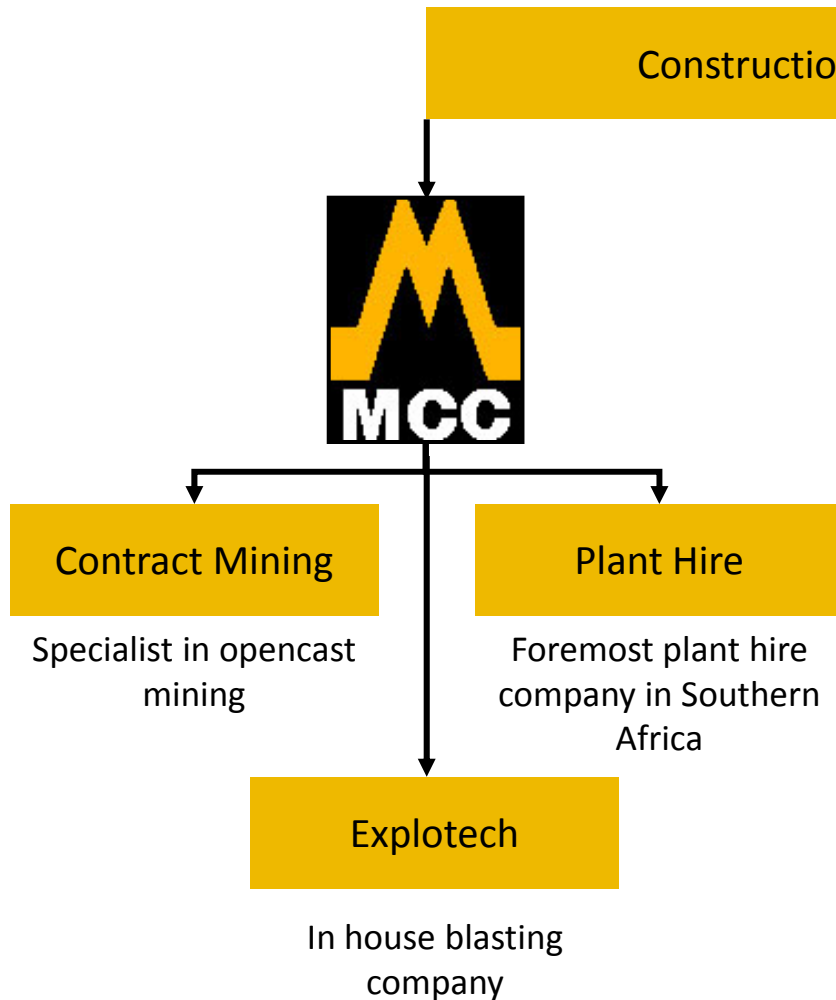 Constructio
MCC
Contract Mining
Plant Hire
Specialist in opencast
mining
Foremost plant hire
company in Southern
Africa
Explotech
In house blasting
company